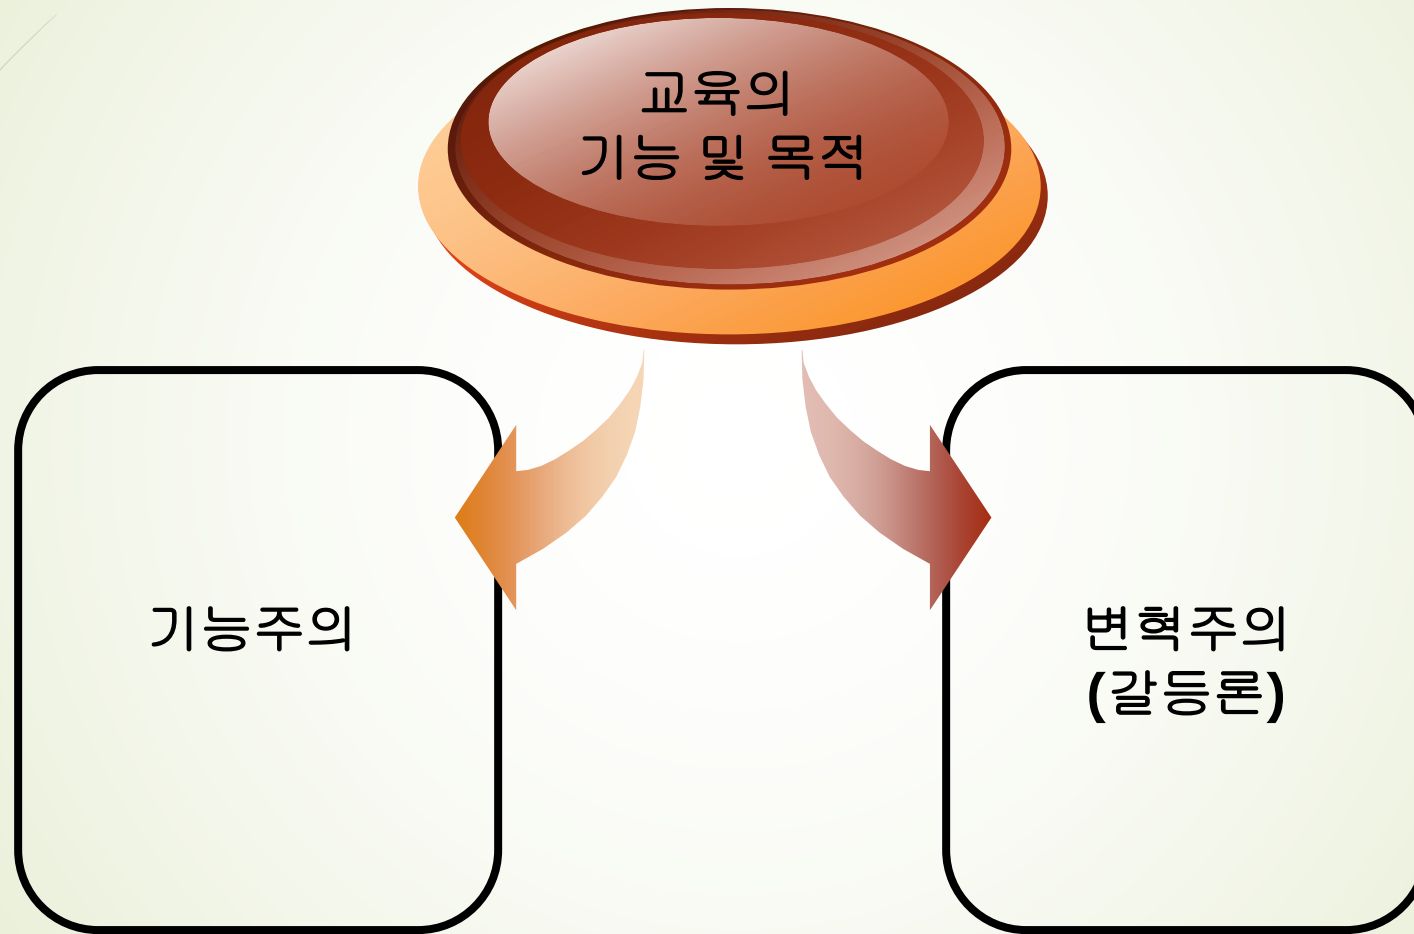 교육의
기능 및 목적
기능주의
변혁주의
(갈등론)